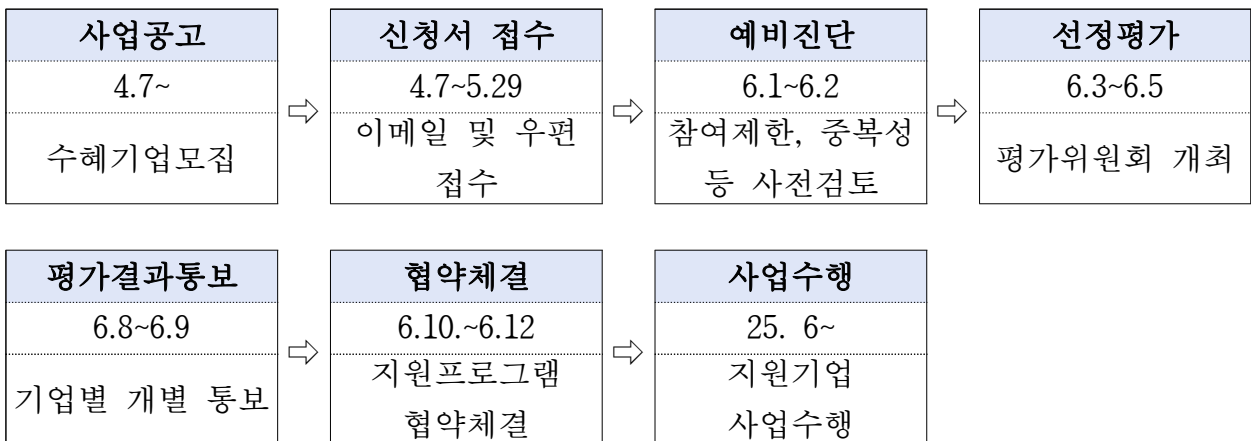 사업공고
4.7~
수혜기업모집
⇨
신청서 접수
4.7~5.29
이메일 및 우편
접수
⇨
예비진단
6.1~6.2
참여제한, 중복성
등 사전검토
⇨
선정평가
6.3~6.5
평가위원회 개최
평가결과통보
6.8~6.9
기업별 개별 통보
⇨
협약체결
6.10.~6.12
지원프로그램
협약체결
⇨
사업수행
25. 6~
지원기업
사업수행